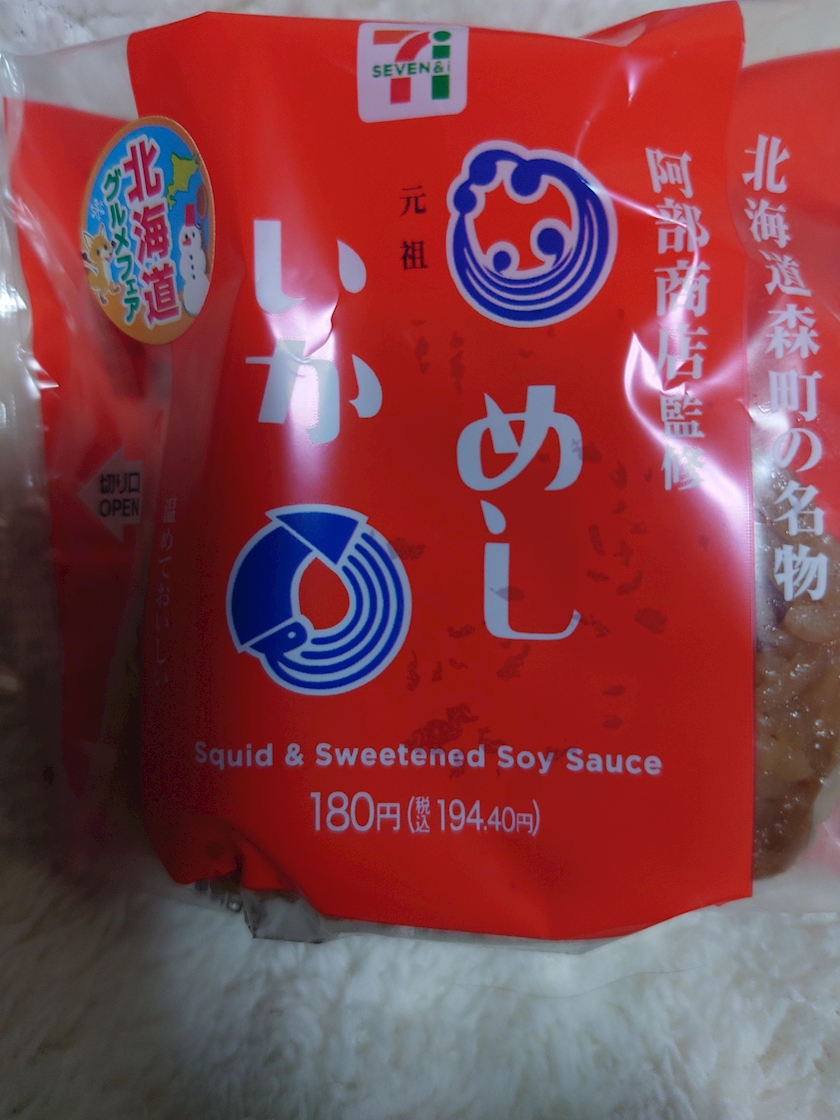 SEVEN&i
北海道森町の名物
阿部商店監修
元祖
いか
めし
北海道
グルメフェア
切り口
OPEN
温めておいしい
Squid & Sweetened Soy Sauce
180円(税込194.40円)